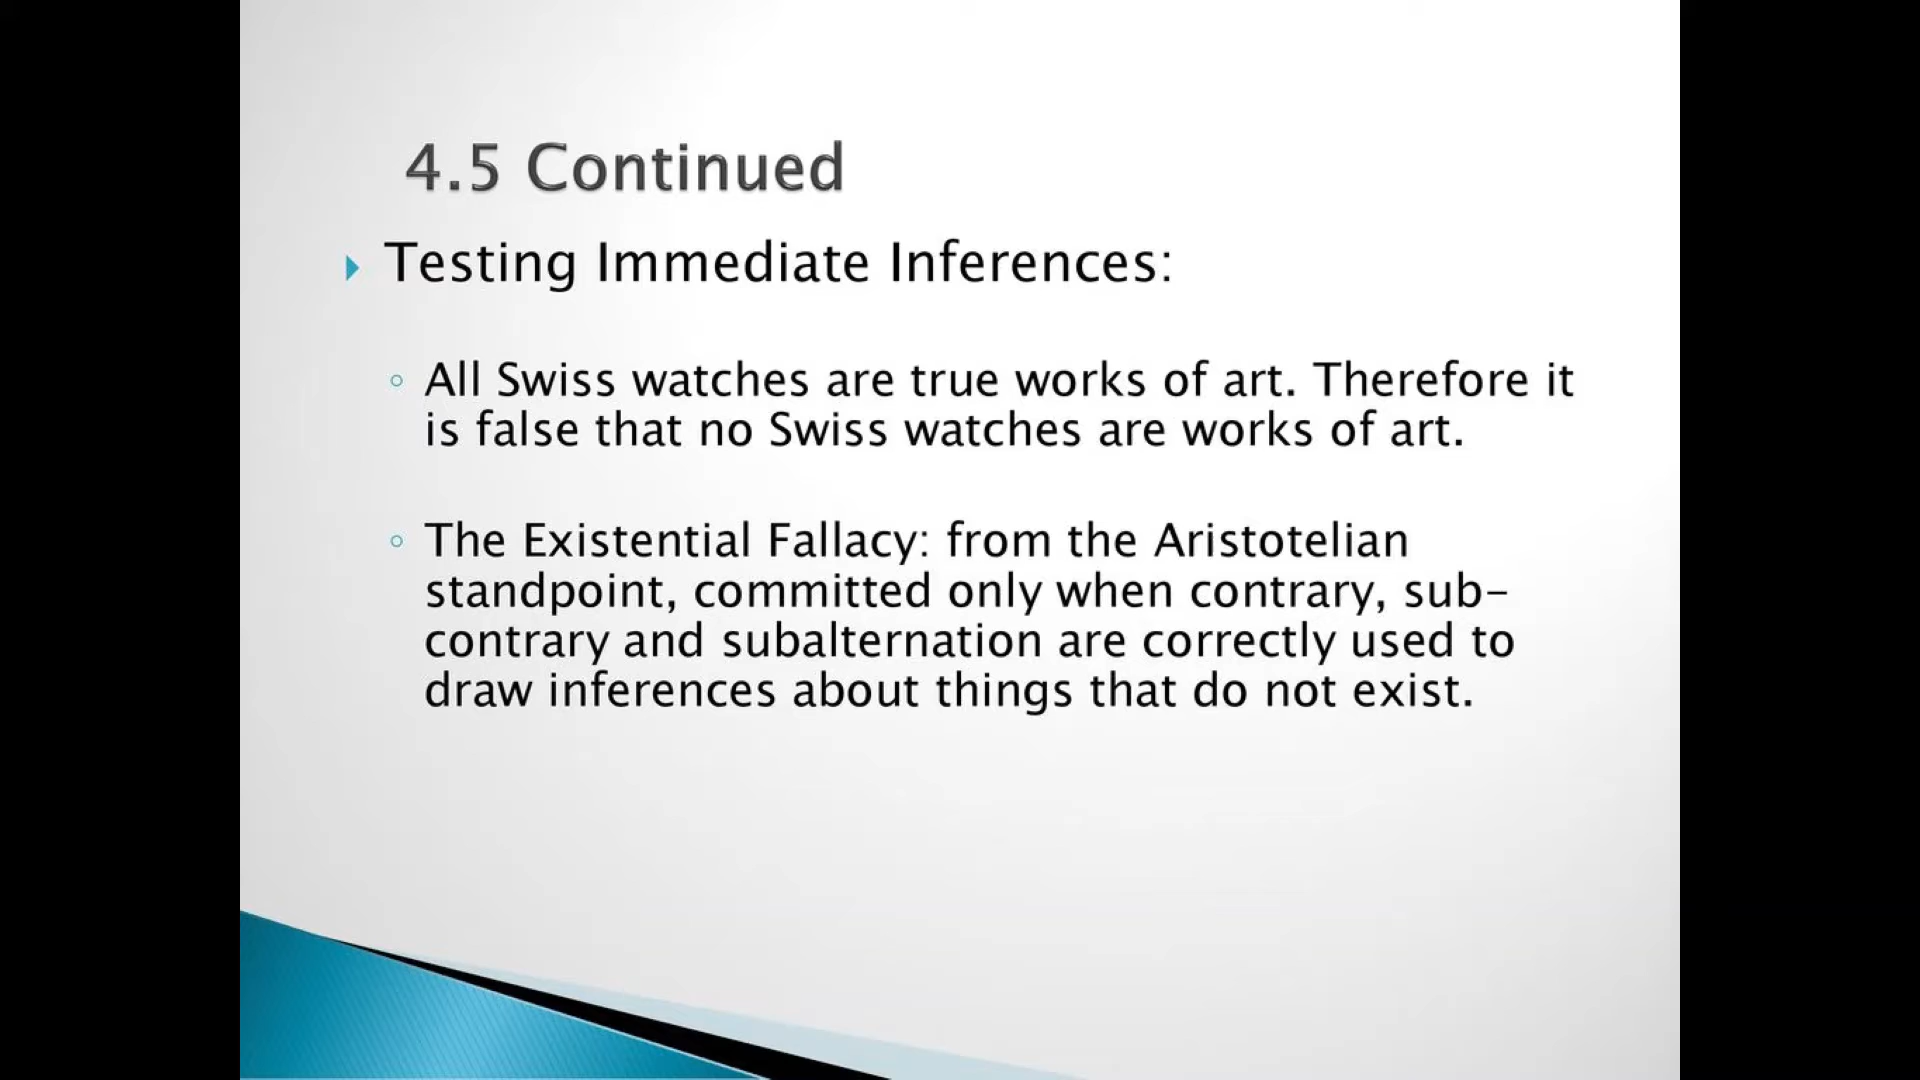 4.5 Continued
Testing Immediate Inferences:
All Swiss watches are true works of art. Therefore it
is false that no Swiss watches are works of art.
The Existential Fallacy: from the Aristotelian
standpoint, committed only when contrary, sub-
contrary and subalternation are correctly used to
draw inferences about things that do not exist.